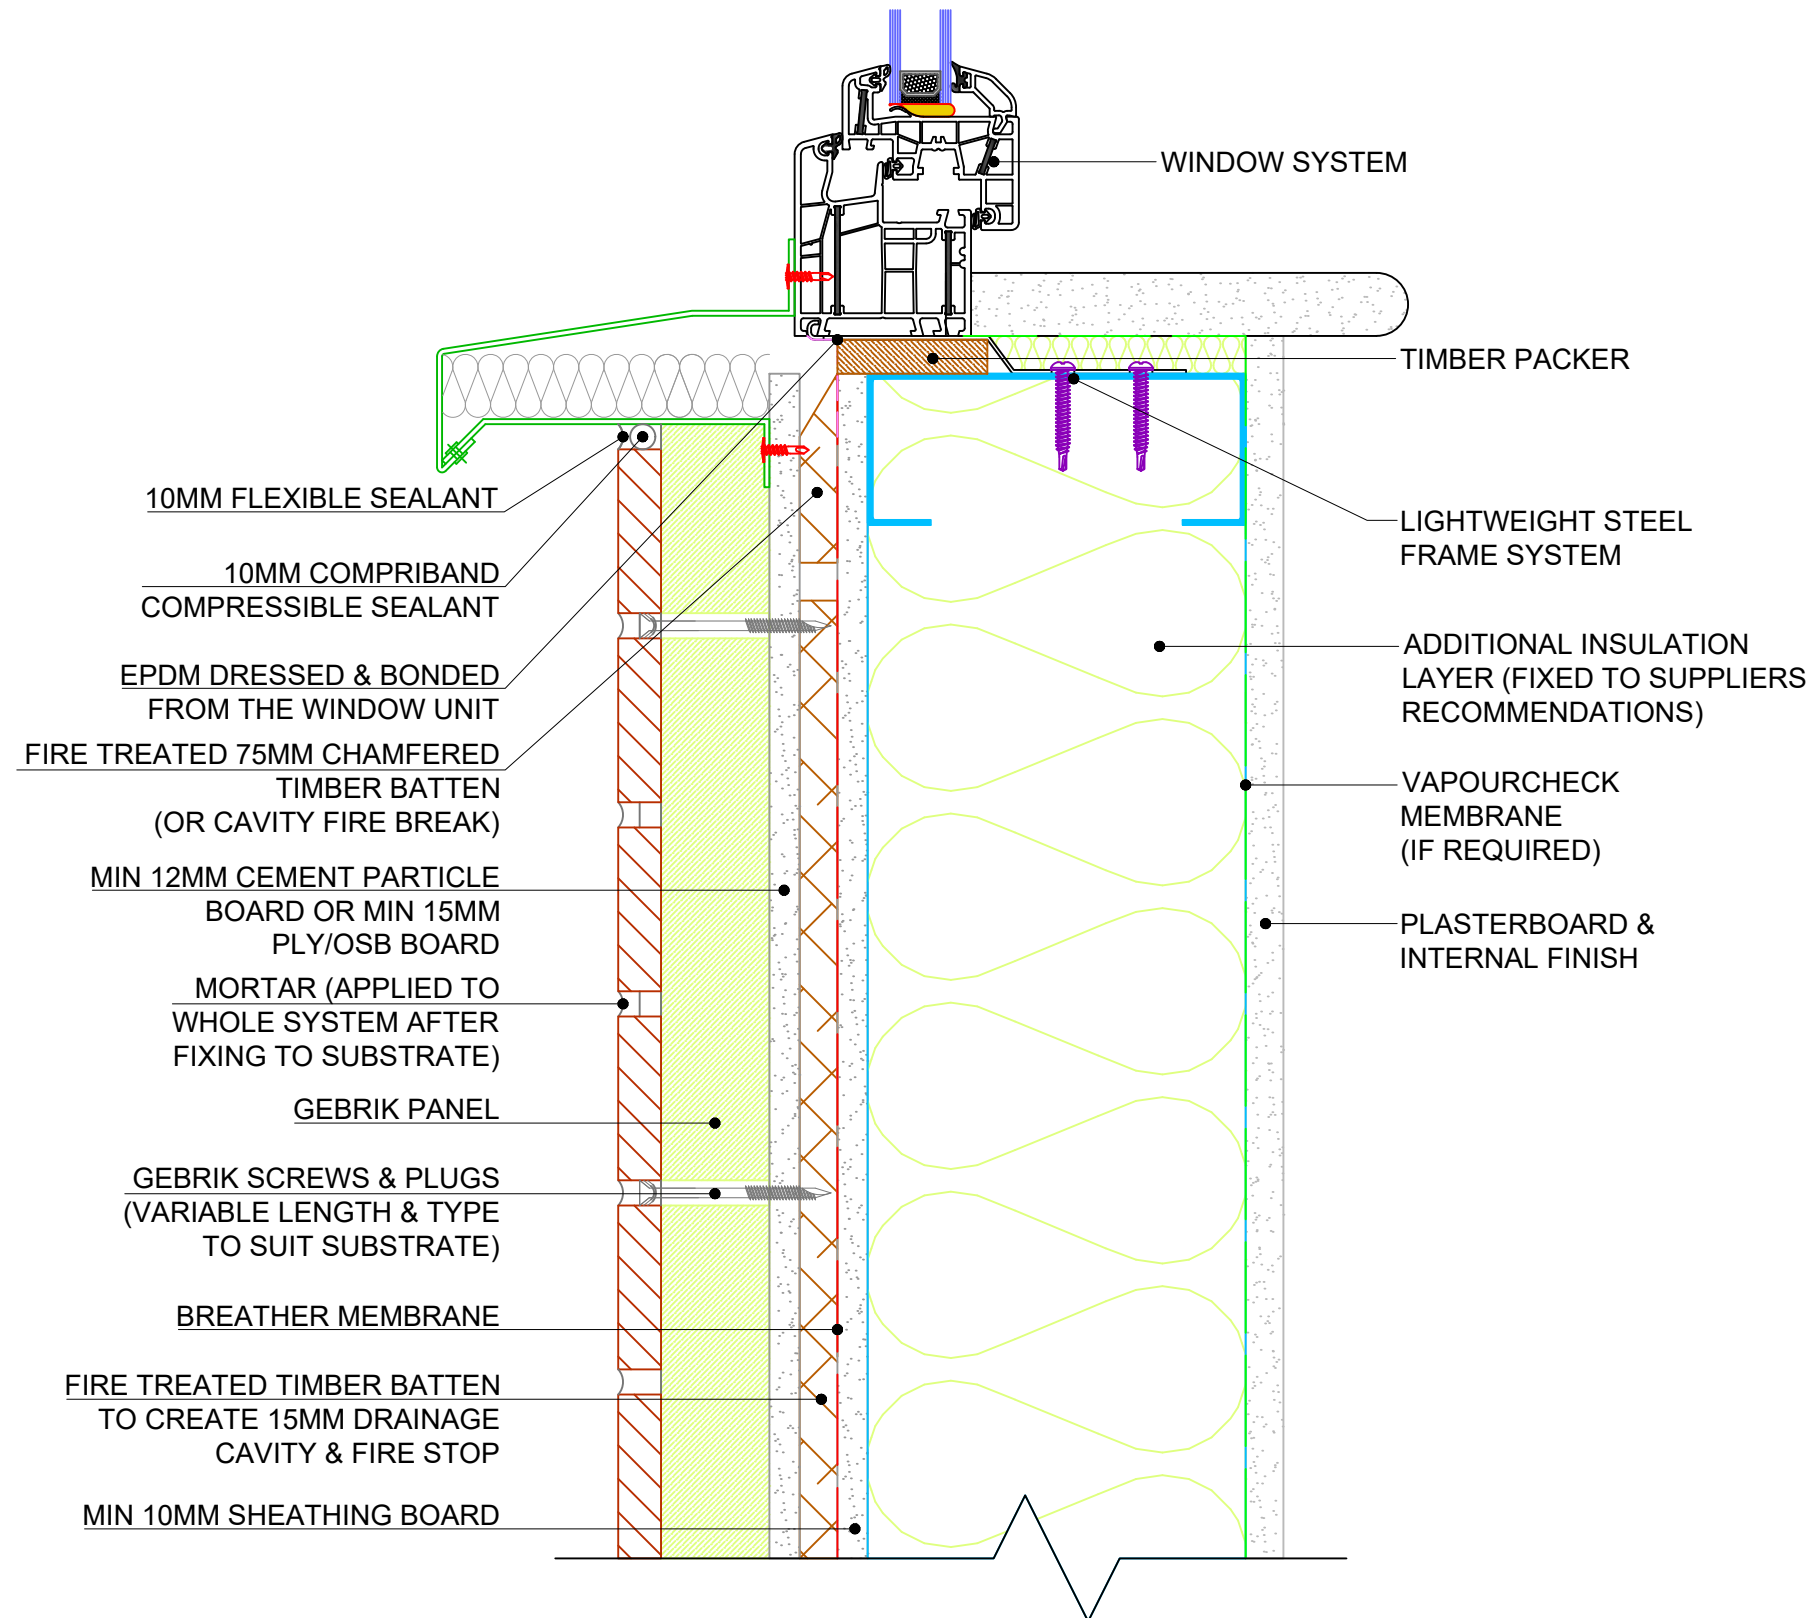 WINDOW SYSTEM
TIMBER PACKER
10MM FLEXIBLE SEALANT
LIGHTWEIGHT STEEL
FRAME SYSTEM
10MM COMPRIBAND
COMPRESSIBLE SEALANT
ADDITIONAL INSULATION
LAYER (FIXED TO SUPPLIERS
RECOMMENDATIONS)
EPDM DRESSED & BONDED
FROM THE WINDOW UNIT
FIRE TREATED 75MM CHAMFERED
TIMBER BATTEN
(OR CAVITY FIRE BREAK)
VAPOURCHECK
MEMBRANE
(IF REQUIRED)
MIN 12MM CEMENT PARTICLE
BOARD OR MIN 15MM
PLY/OSB BOARD
PLASTERBOARD &
INTERNAL FINISH
MORTAR (APPLIED TO
WHOLE SYSTEM AFTER
FIXING TO SUBSTRATE)
GEBRIK PANEL
GEBRIK SCREWS & PLUGS
(VARIABLE LENGTH & TYPE
TO SUIT SUBSTRATE)
BREATHER MEMBRANE
FIRE TREATED TIMBER BATTEN
TO CREATE 15MM DRAINAGE
CAVITY & FIRE STOP
MIN 10MM SHEATHING BOARD